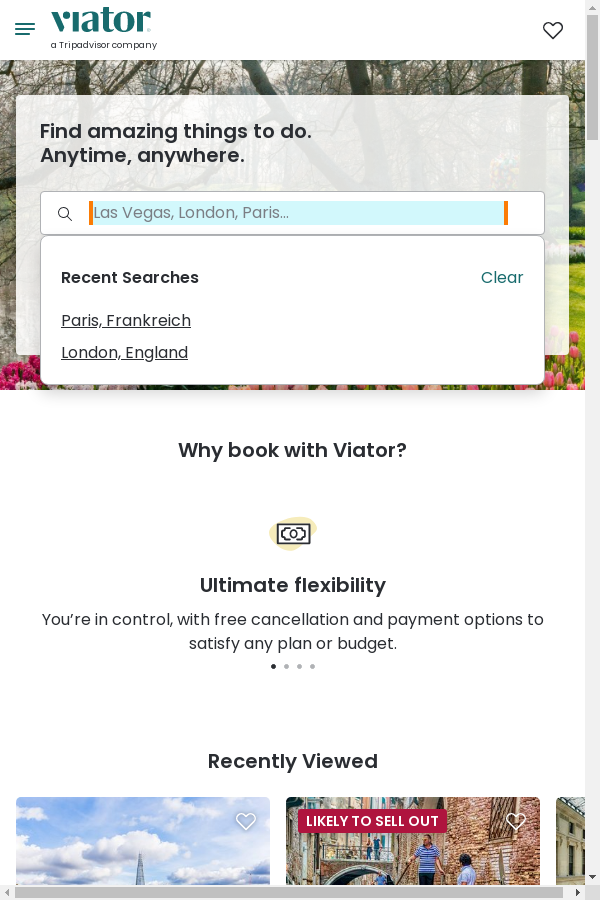 viator
a Tripadvisor company
Find amazing things to do.
Anytime, anywhere.
Las Vegas, London, Paris...
Recent Searches
Clear
Paris, Frankreich
London, England
Why book with Viator?
Ultimate flexibility
You’re in control, with free cancellation and payment options to
satisfy any plan or budget.
Recently Viewed
LIKELY TO SELL OUT